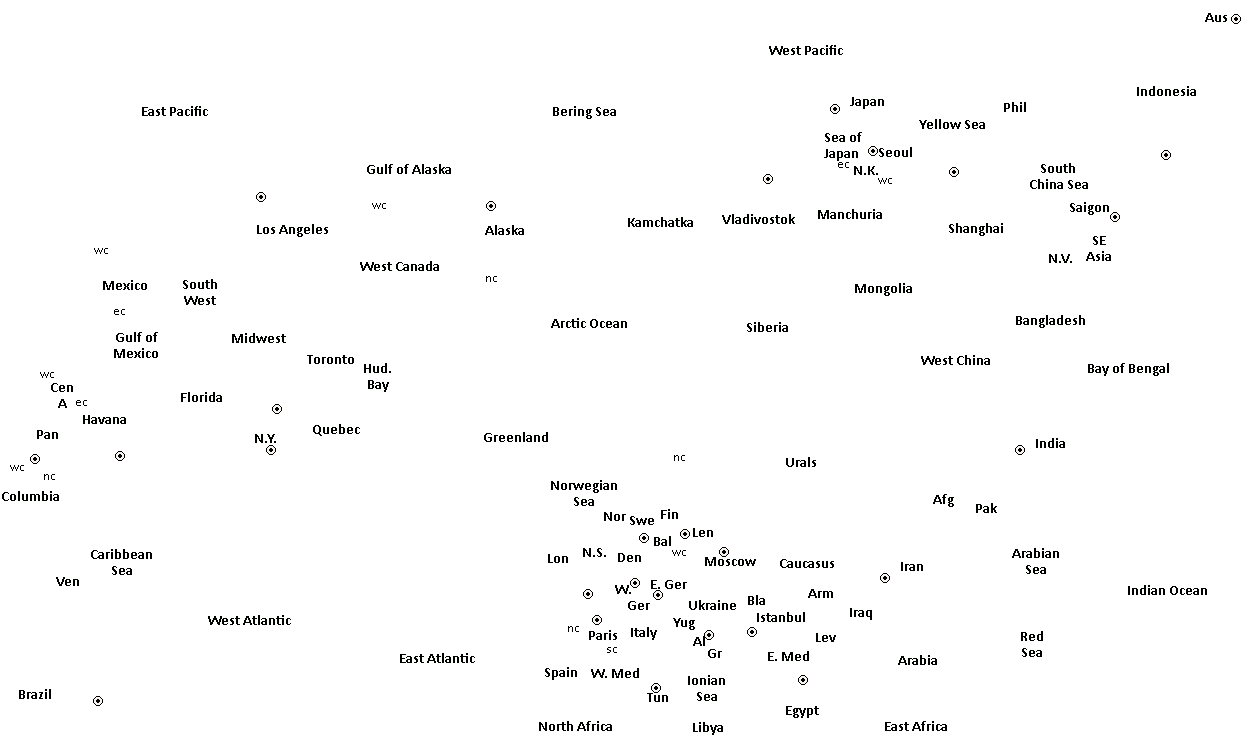 Aus
West Pacific
Indonesia
East Pacific
Bering Sea
Japan
Phil
Yellow Sea
Sea of
Japan
Seoul
ec
N.K.
wc
Gulf of Alaska
South
China Sea
wc
Saigon
Los Angeles
Alaska
Kamchatka
Vladivostok
Manchuria
Shanghai
SE
Asia
N.V.
wc
West Canada
nc
Mexico
South
West
Mongolia
ec
Arctic Ocean
Siberia
Bangladesh
Gulf of
Mexico
Midwest
Toronto
Hud.
Bay
West China
Bay of Bengal
wc
Cen
A
ec
Florida
Havana
Pan
N.Y.
Quebec
Greenland
India
wc
nc
nc
Urals
Columbia
Norwegian
Sea
Afg
Pak
Nor
Swe
Fin
Len
Bal
wc
Lon
N.S.
Den
Moscow
Caucasus
Iran
Arabian
Sea
Caribbean
Sea
Ven
W.
Ger
E. Ger
Ukraine
Bla
Arm
Indian Ocean
Istanbul
Iraq
West Atlantic
nc
Paris
sc
Italy
Yug
Al
Gr
Lev
Red
Sea
East Atlantic
E. Med
Arabia
Spain
W. Med
Ionian
Sea
Tun
Brazil
Egypt
North Africa
Libya
East Africa